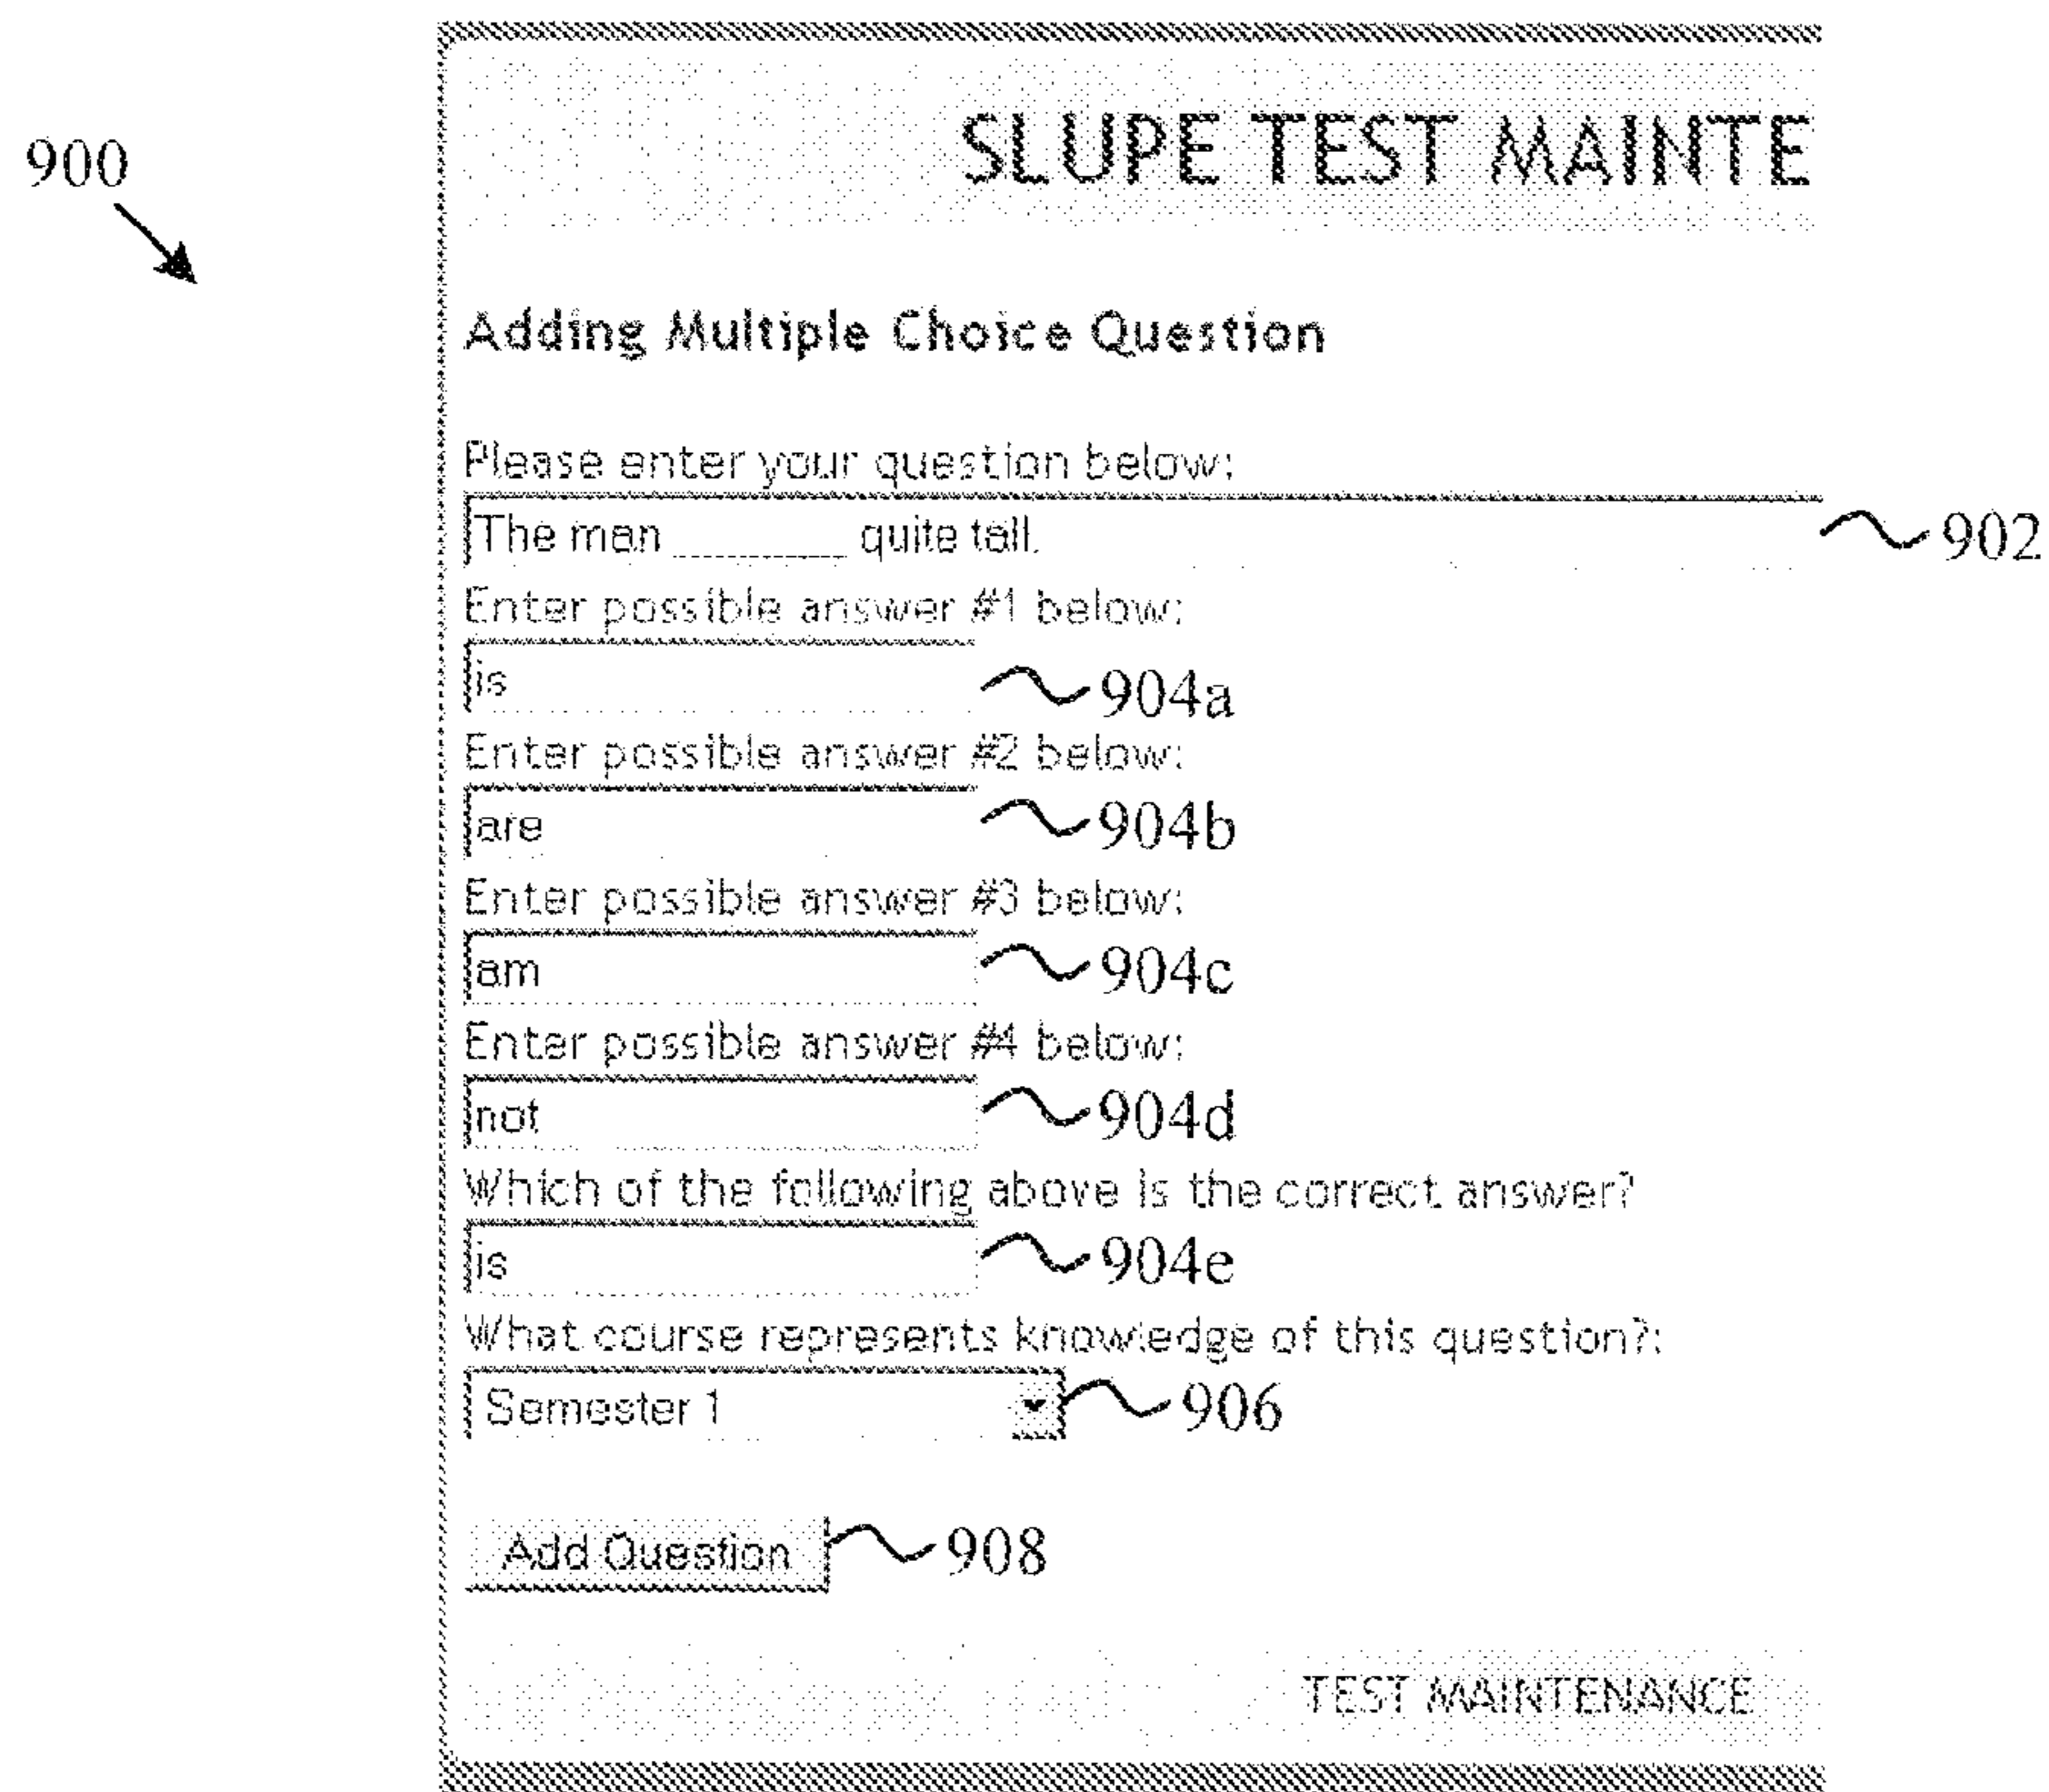 SLUPE TEST MAINTE
900
Adding Multiple Choice Question
Please enter your question below:
The man ________ quite tall. 902
Enter possible answer #1 below:
is 904a
Enter possible answer #2 below:
are 904b
Enter possible answer #3 below:
am 904c
Enter possible answer #4 below:
not 904d
Which of the following above is the correct answer?
is 904e
What course represents knowledge of this question?:
Semester 1 906
Add Question 908
TEST MAINTENANCE